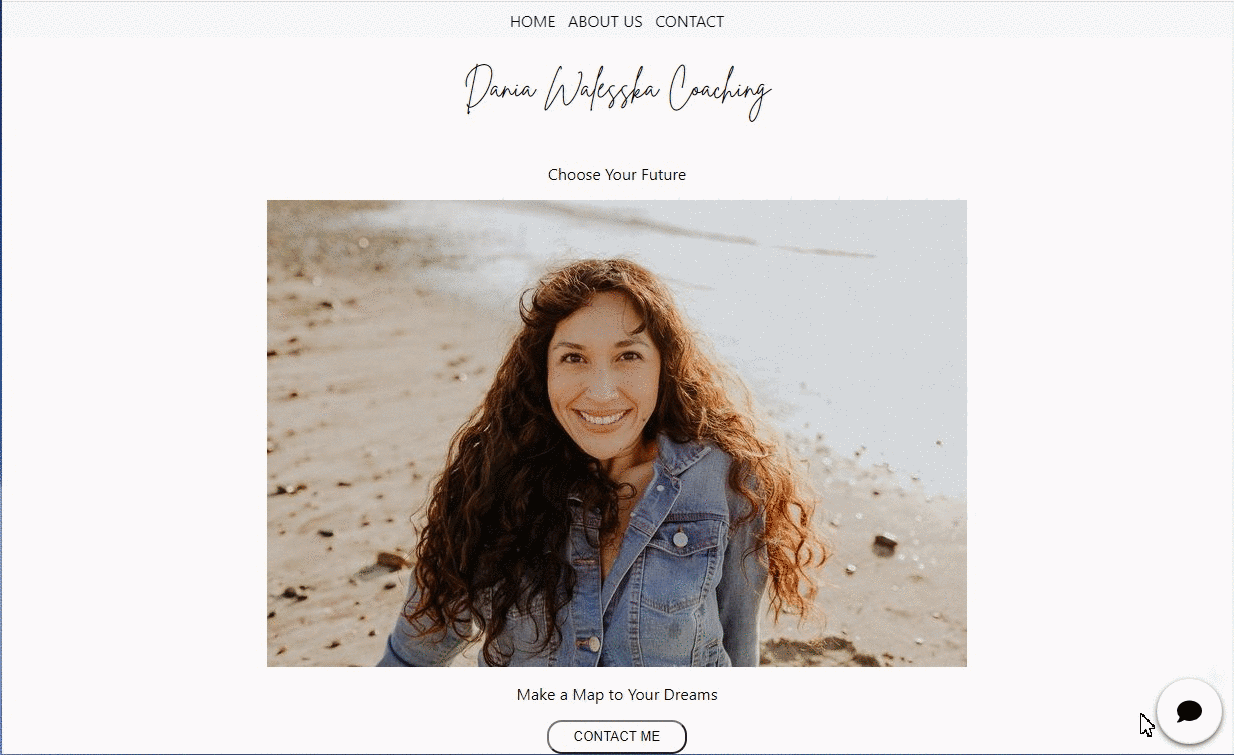 HOME ABOUT US CONTACT
Dania Walesska Coaching
Choose Your Future
Make a Map to Your Dreams
CONTACT ME